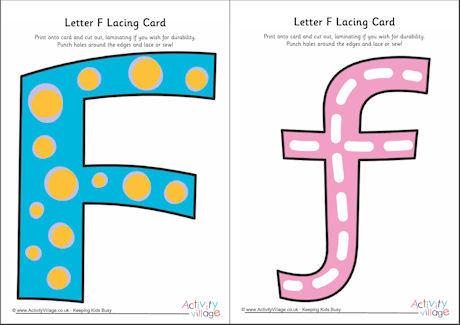 Letter F Lacing Card
Print onto card and cut out, laminating if you wish for durability.
Punch holes around the edges and lace or sew!
F
Activity
village
© www.ActivityVillage.co.uk - Keeping Kids Busy
Letter F Lacing Card
Print onto card and cut out, laminating if you wish for durability.
Punch holes around the edges and lace or sew!
f
Activity
village
© www.ActivityVillage.co.uk - Keeping Kids Busy